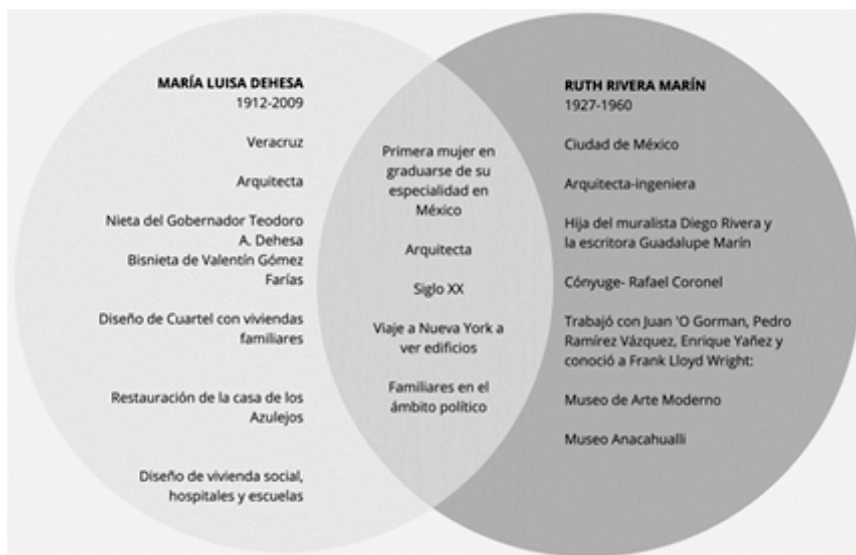 MARÍA LUISA DEHESA
1912-2009
Veracruz
Arquitecta
Nieta del Gobernador Teodoro
A. Dehesa
Bisnieta de Valentín Gómez
Farías
Diseño de Cuartel con viviendas
familiares
Restauración de la casa de los
Azulejos
Diseño de vivienda social,
hospitales y escuelas
Primera mujer en
graduarse de su
especialidad en
México
Arquitecta
Siglo XX
Viaje a Nueva York a
ver edificios
Familiares en el
ámbito político
RUTH RIVERA MARÍN
1927-1960
Ciudad de México
Arquitecta-ingeniera
Hija del muralista Diego Rivera y
la escritora Guadalupe Marín
Cónyuge- Rafael Coronel
Trabajó con Juan 'O Gorman, Pedro
Ramírez Vázquez, Enrique Yañez y
conoció a Frank Lloyd Wright:
Museo de Arte Moderno
Museo Anacahualli